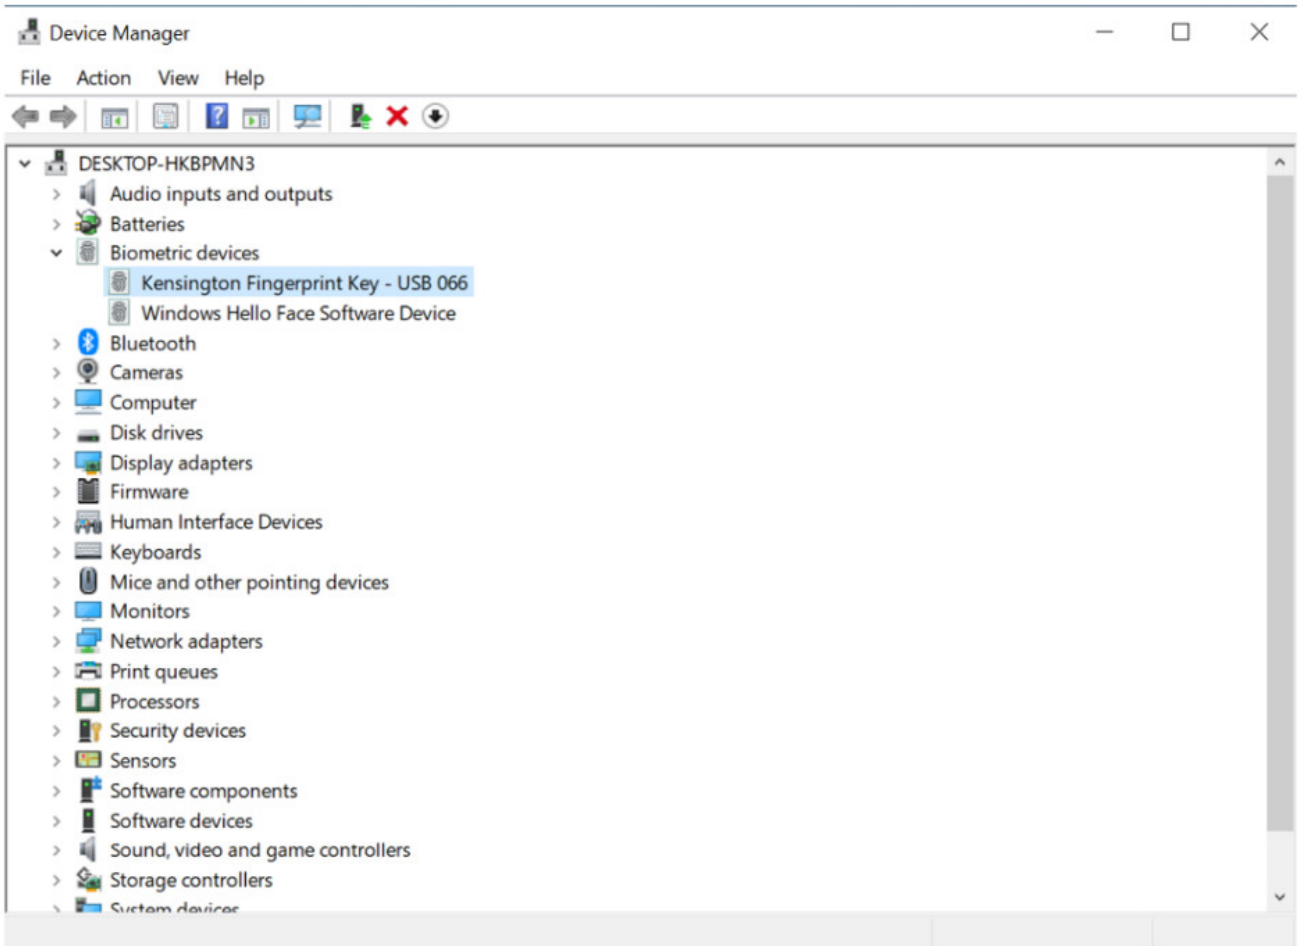 Device Manager
File Action View Help
DESKTOP-HKBPMN3
Audio inputs and outputs
Batteries
Biometric devices
Kensington Fingerprint Key - USB 066
Windows Hello Face Software Device
Bluetooth
Cameras
Computer
Disk drives
Display adapters
Firmware
Human Interface Devices
Keyboards
Mice and other pointing devices
Monitors
Network adapters
Print queues
Processors
Security devices
Sensors
Software components
Software devices
Sound, video and game controllers
Storage controllers
System devices